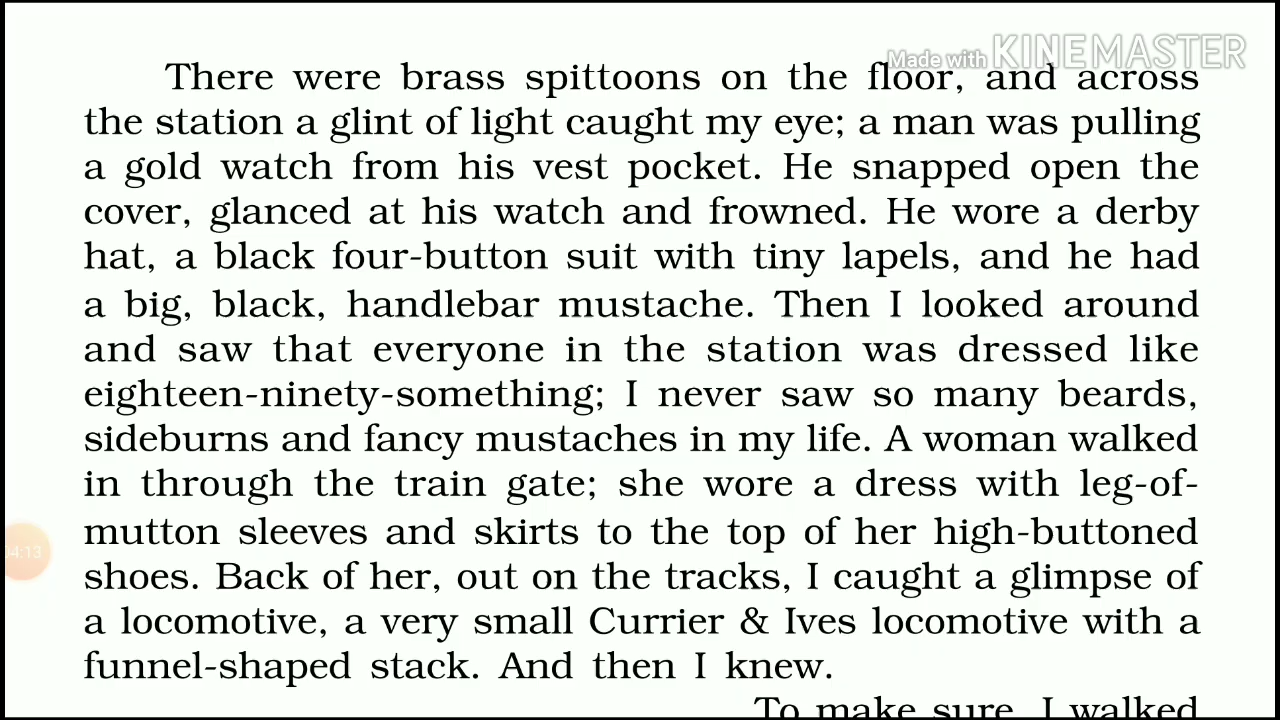 Made with KINEMASTER
There were brass spittoons on the floor, and across
the station a glint of light caught my eye; a man was pulling
a gold watch from his vest pocket. He snapped open the
cover, glanced at his watch and frowned. He wore a derby
hat, a black four-button suit with tiny lapels, and he had
a big, black, handlebar mustache. Then I looked around
and saw that everyone in the station was dressed like
eighteen-ninety-something; I never saw so many beards,
sideburns and fancy mustaches in my life. A woman walked
in through the train gate; she wore a dress with leg-of-
mutton sleeves and skirts to the top of her high-buttoned
04:13
shoes. Back of her, out on the tracks, I caught a glimpse of
a locomotive, a very small Currier & Ives locomotive with a
funnel-shaped stack. And then I knew.
To make sure, I walked